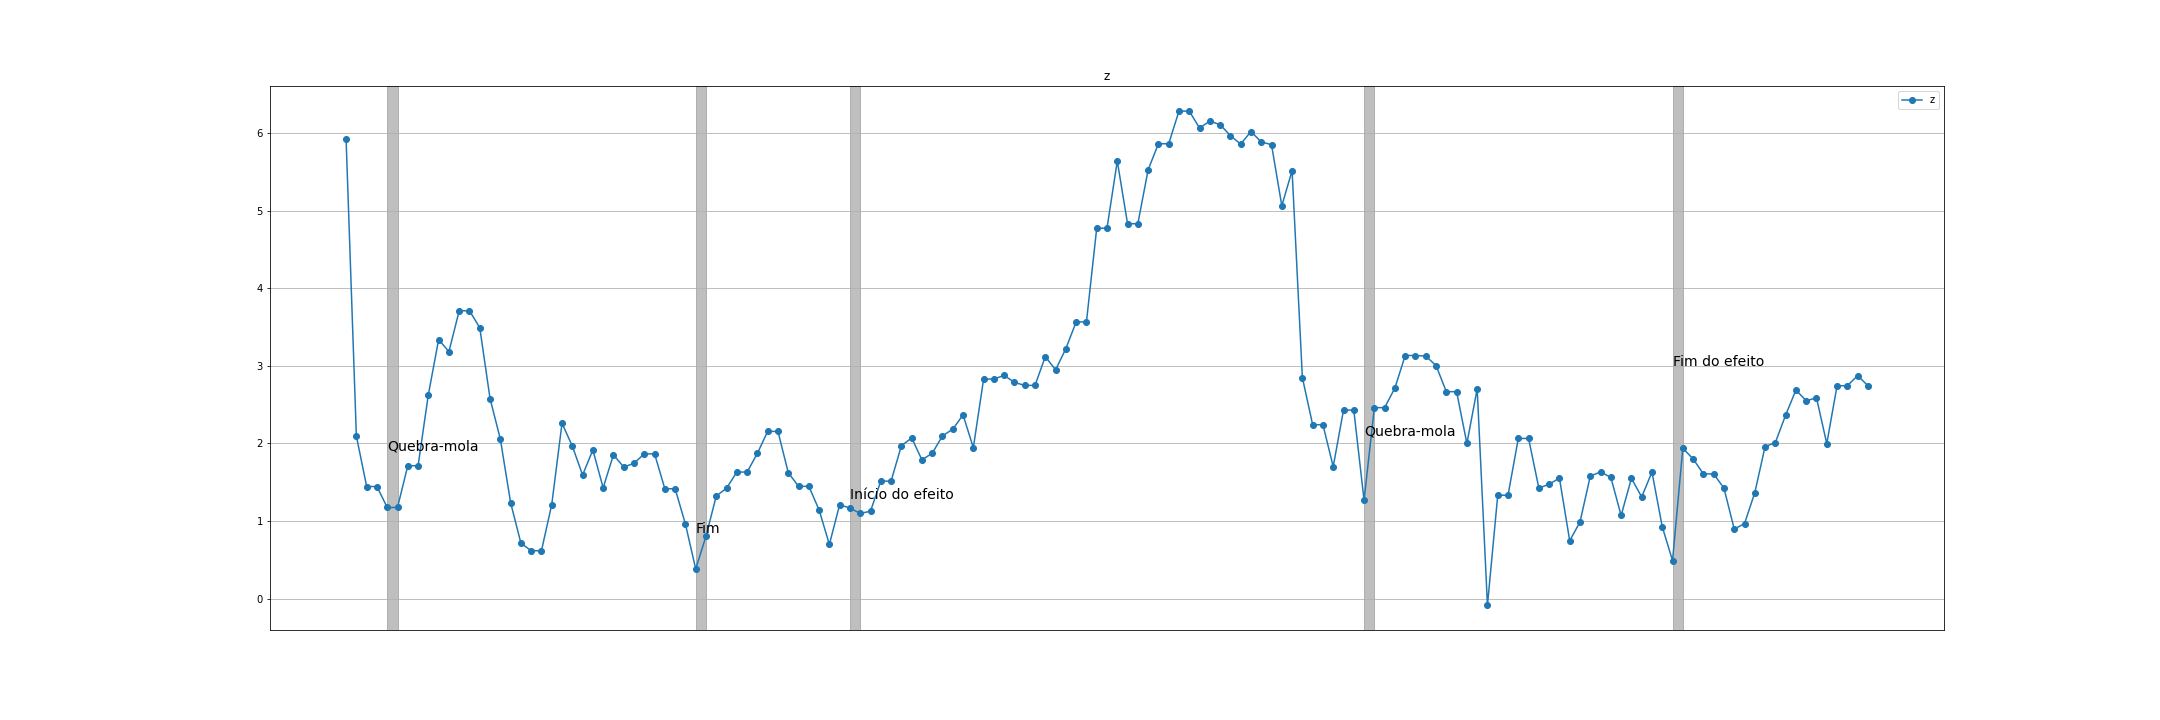 z
z
6
5
4
3
2
1
0
Quebra-mola
Fim
Início do efeito
Quebra-mola
Fim do efeito